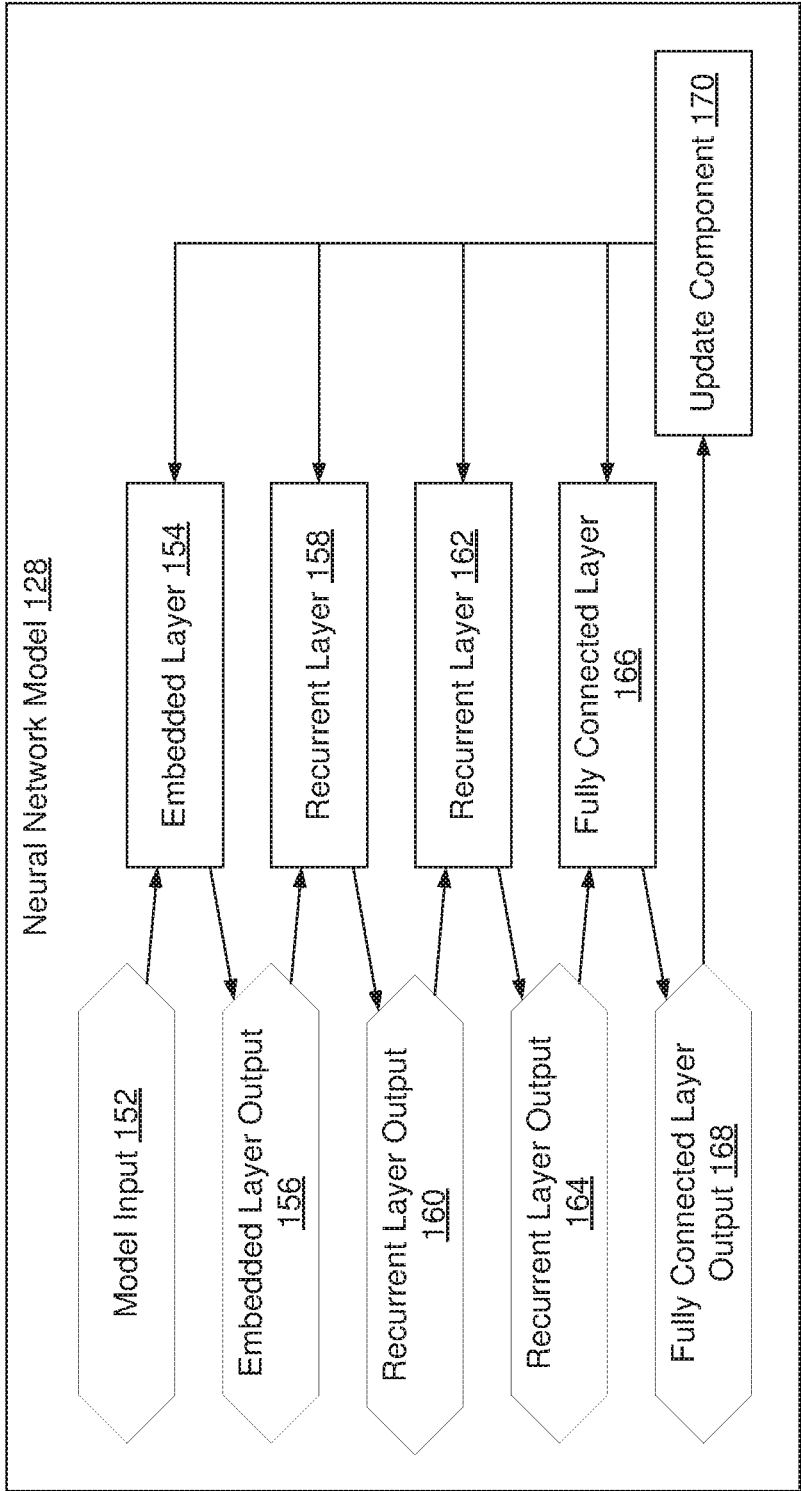 Neural Network Model 128
Model Input 152
Embedded Layer 154
Embedded Layer Output
156
Recurrent Layer 158
Recurrent Layer Output
160
Recurrent Layer 162
Recurrent Layer Output
164
Fully Connected Layer
166
Fully Connected Layer
Output 168
Update Component 170